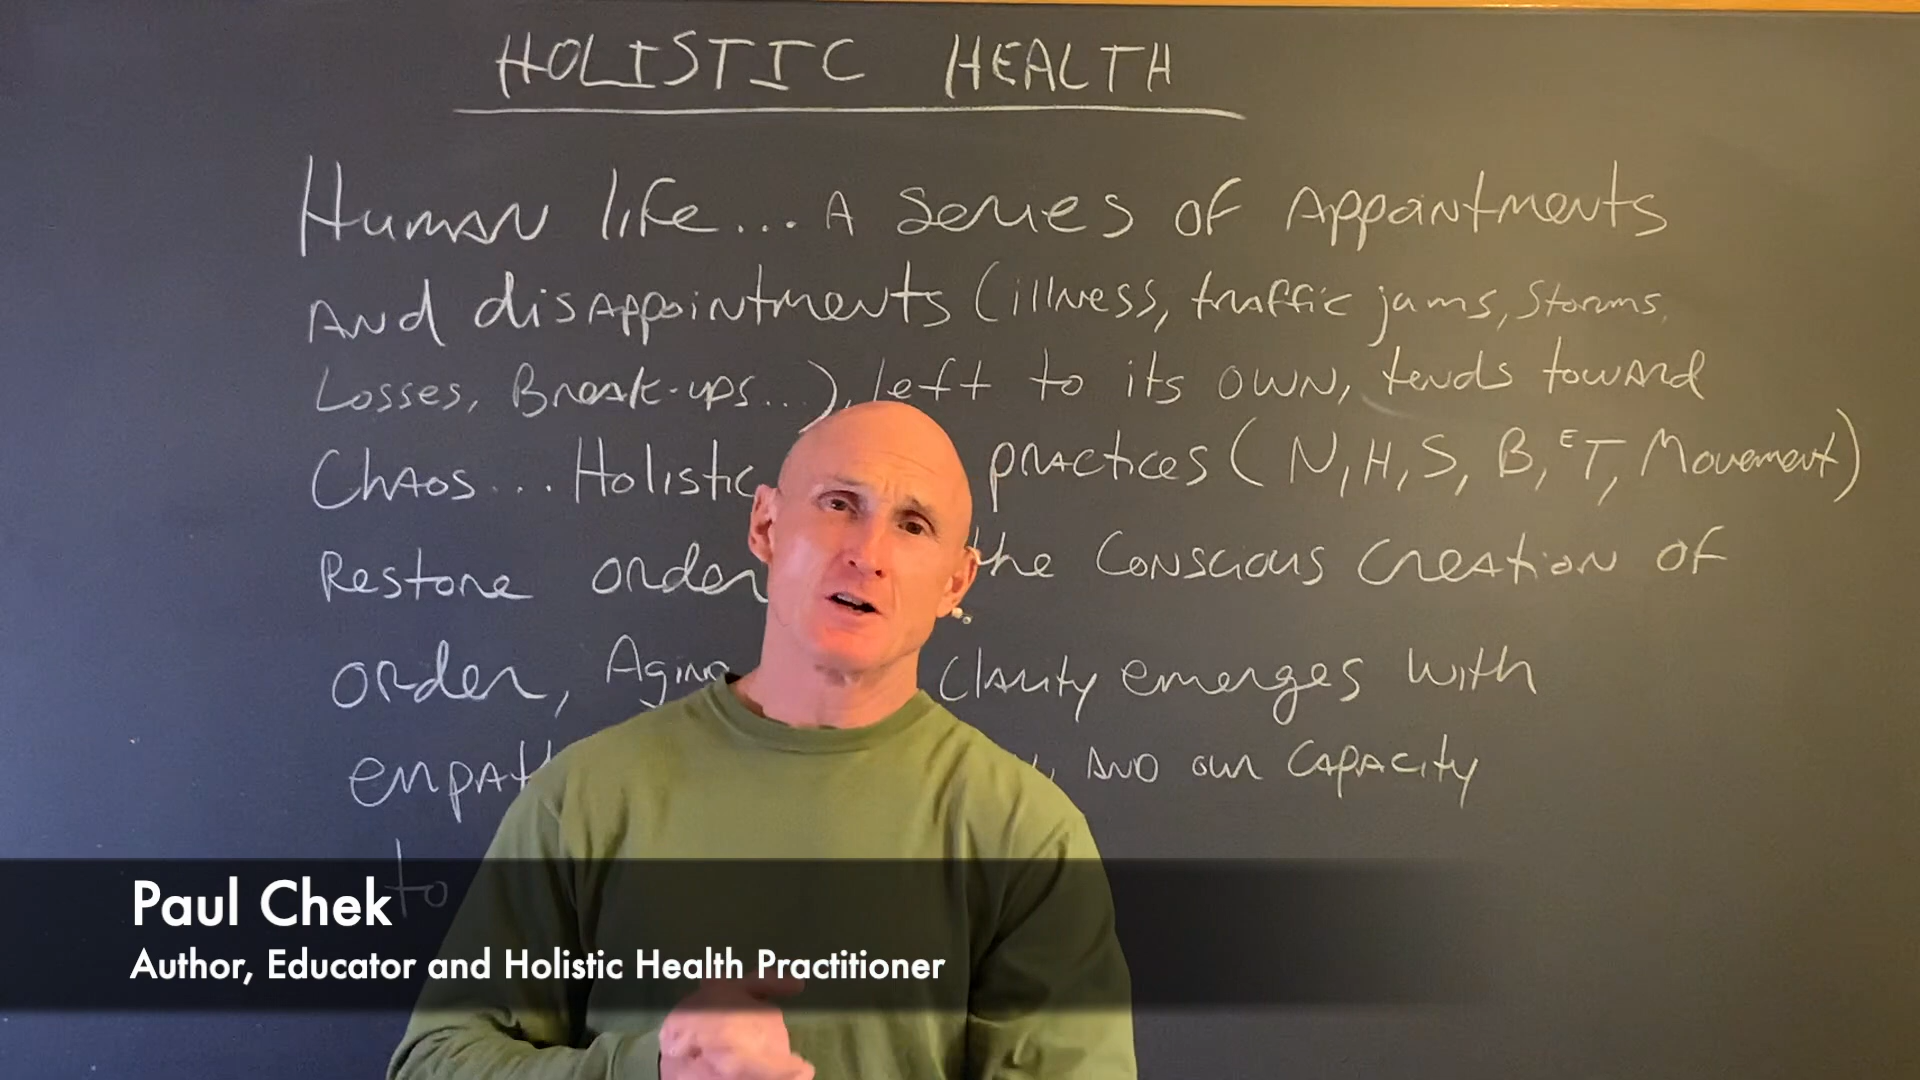 HOLISTIC HEALTH
Human life... A Series of Appointments
And disappointments (illness, traffic jams, Storms,
Losses, Break-ups...), left to its own, tends toward
Chaos... Holistic practices (N, H, S, B, ET, Movement)
Restore order the Conscious Creation of
order, Clarity emerges with
AND our Capacity
to
Paul Chek
Author, Educator and Holistic Health Practitioner